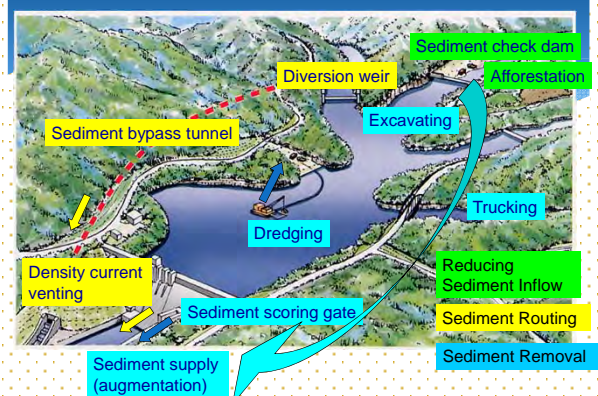 Sediment check dam
Diversion weir
Afforestation
Excavating
Sediment bypass tunnel
Trucking
Dredging
Density current
venting
Reducing
Sediment Inflow
Sediment scoring gate
Sediment Routing
Sediment supply
(augmentation)
Sediment Removal